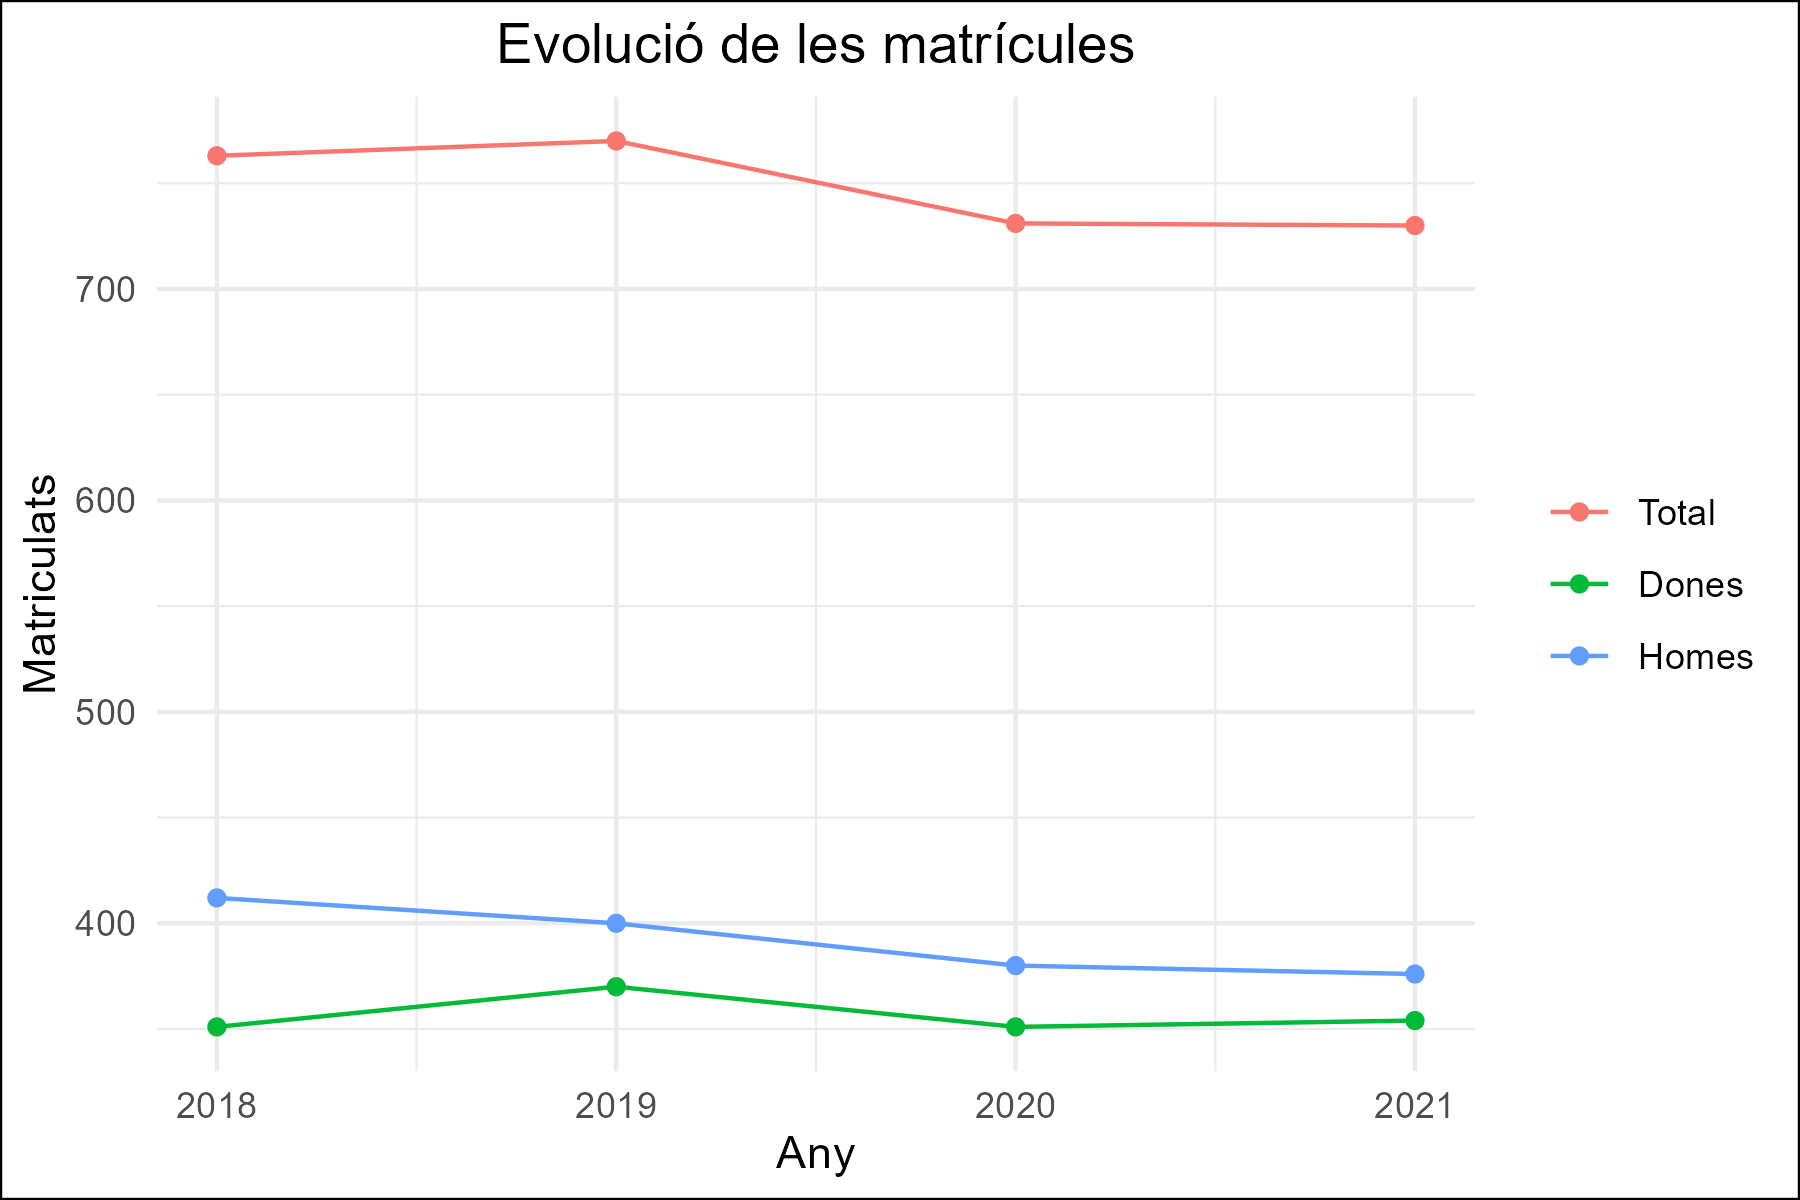 Evolució de les matrícules
Matriculats
700
600
500
400
2018 2019 2020 2021
Any
Total
Dones
Homes